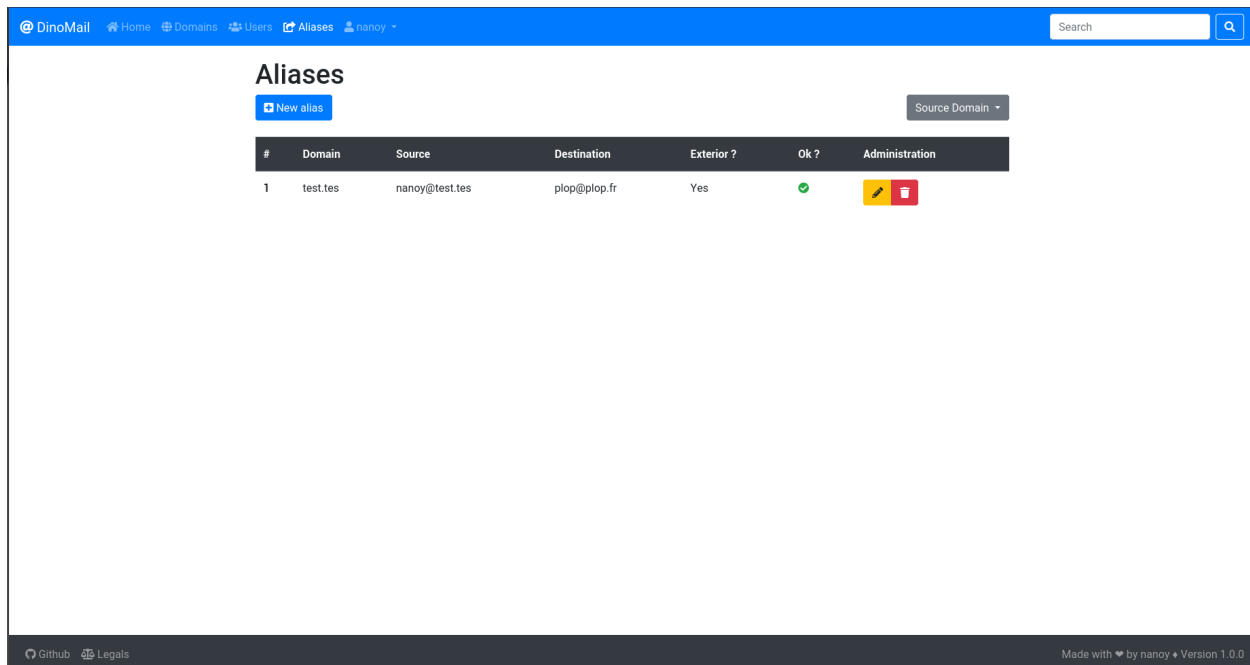 @ DinoMail Home Domains Users Aliases nanoy Search
Aliases
New alias Source Domain
# Domain Source Destination Exterior ? Ok ? Administration
1 test.tes nanoy@test.tes plop@plop.fr Yes
Github Legals Made with ❤ by nanoy ♦ Version 1.0.0